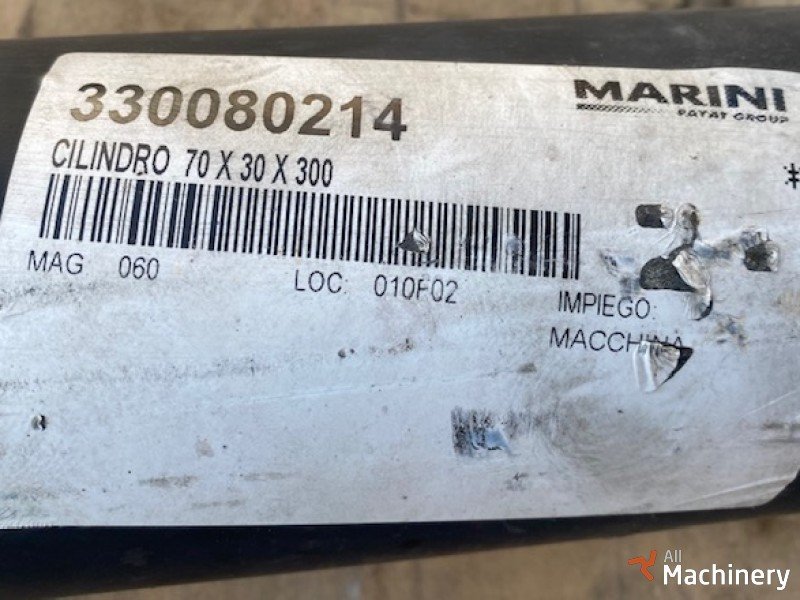 330080214
MARINI
FAYAT GROUP
CILINDRO 70 X 30 X 300
MAG 060
LOC: 010F02
IMPIEGO:
MACCHINA
All
Machinery